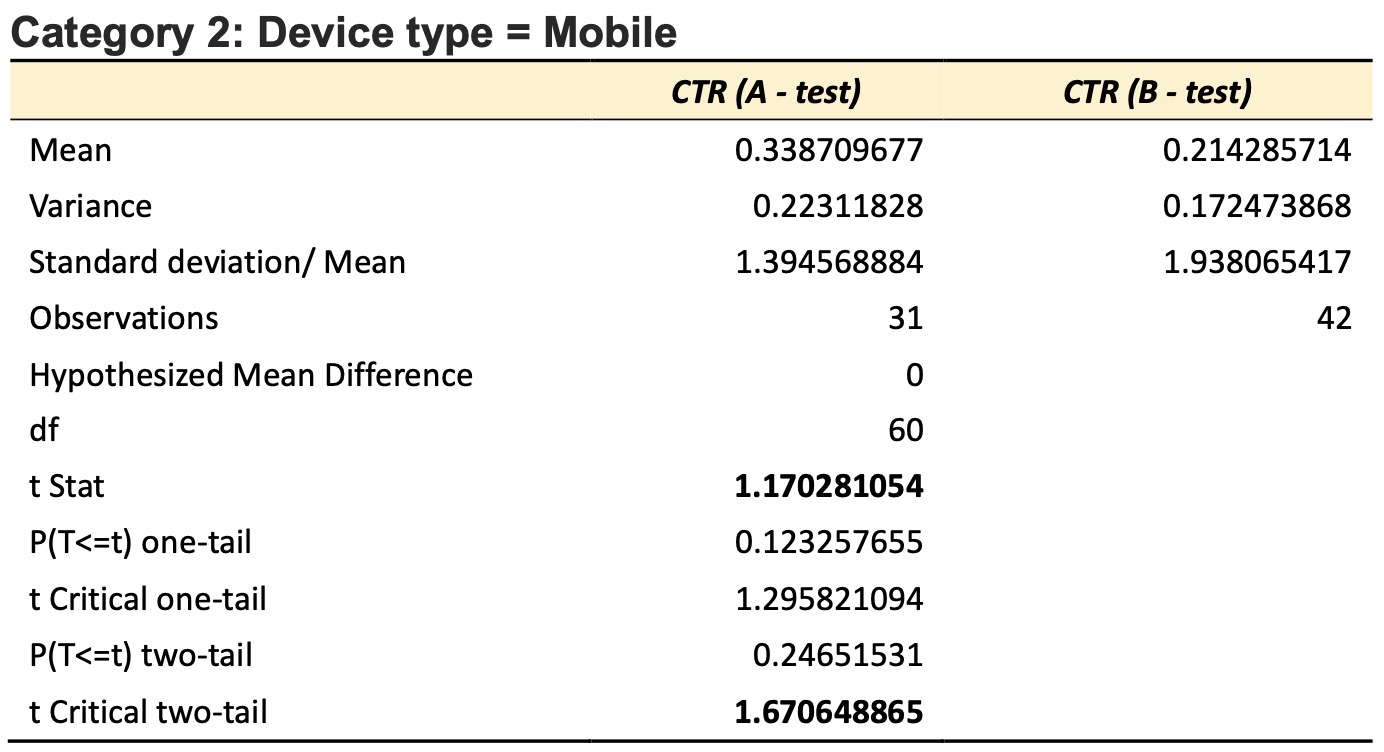 Category 2: Device type = Mobile
CTR (A - test) CTR (B - test)
Mean 0.338709677 0.214285714
Variance 0.22311828 0.172473868
Standard deviation/ Mean 1.394568884 1.938065417
Observations 31 42
Hypothesized Mean Difference 0
df 60
t Stat 1.170281054
P(T<=t) one-tail 0.123257655
t Critical one-tail 1.295821094
P(T<=t) two-tail 0.24651531
t Critical two-tail 1.670648865